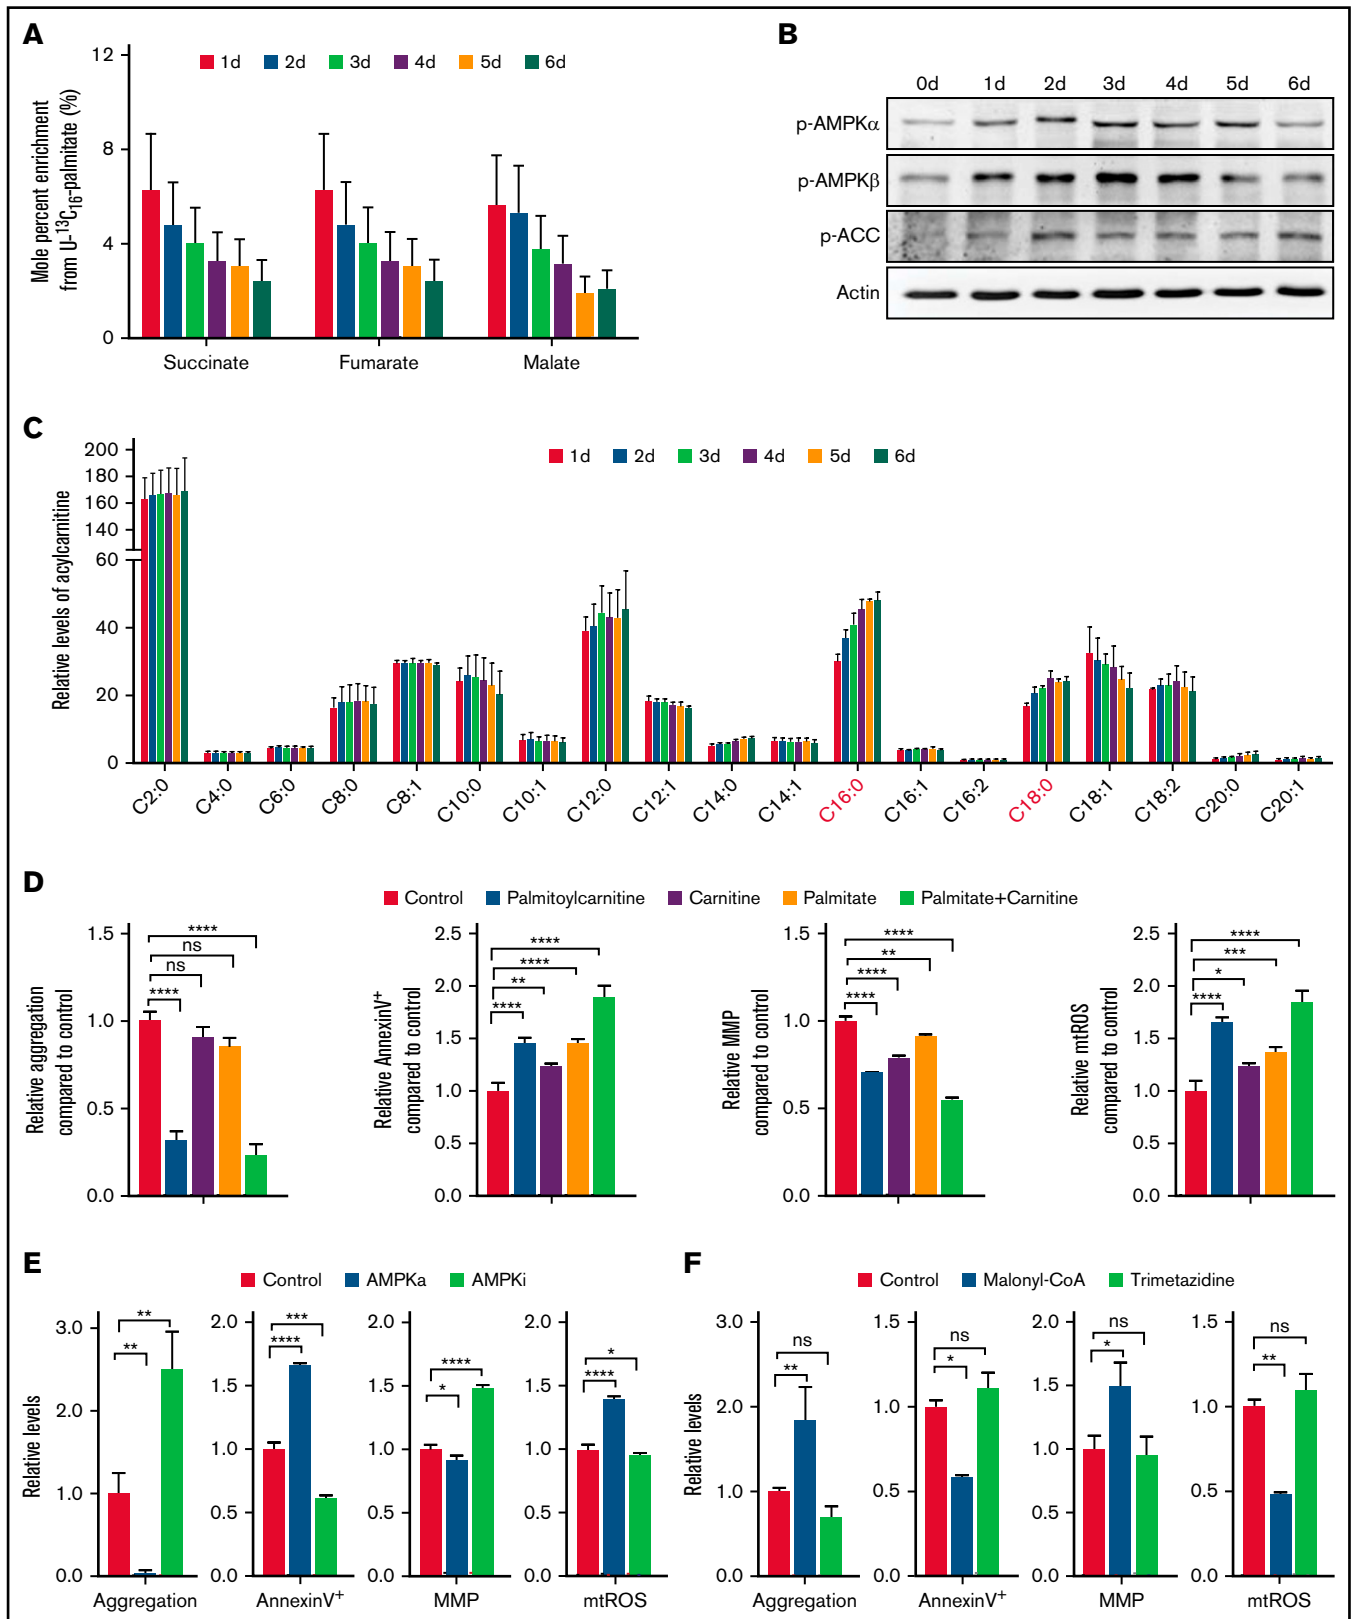 A
12
8
4
0
Mole percent enrichment
from U-¹³C₁₆-palmitate (%)
1d 2d 3d 4d 5d 6d
Succinate Fumarate Malate
B
0d 1d 2d 3d 4d 5d 6d
p-AMPKα
p-AMPKβ
p-ACC
Actin
C
200
180
160
140
60
40
20
0
Relative levels of acylcarnitine
1d 2d 3d 4d 5d 6d
C2:0 C4:0 C6:0 C8:0 C8:1 C10:0 C10:1 C12:0 C12:1 C14:0 C14:1 C16:0 C16:1 C16:2 C18:0 C18:1 C18:2 C20:0 C20:1
D
Control Palmitoylcarnitine Carnitine Palmitate Palmitate+Carnitine
Relative aggregation
compared to control
1.5
1.0
0.5
0.0
****
ns
ns
****
Relative AnnexinV⁺
compared to control
2.5
2.0
1.5
1.0
0.5
0.0
****
****
**
****
Relative MMP
compared to control
1.5
1.0
0.5
0.0
****
**
****
****
Relative mtROS
compared to control
2.5
2.0
1.5
1.0
0.5
0.0
****
***
*
****
E
Control AMPKa AMPKi
Relative levels
3.0
2.0
1.0
0.0
**
**
Aggregation
2.0
1.5
1.0
0.5
0.0
***
****
AnnexinV⁺
2.0
1.5
1.0
0.5
0.0
****
*
MMP
2.0
1.5
1.0
0.5
0.0
*
****
mtROS
F
Control Malonyl-CoA Trimetazidine
Relative levels
3.0
2.0
1.0
0.0
ns
**
Aggregation
1.5
1.0
0.5
0.0
ns
*
AnnexinV⁺
2.0
1.5
1.0
0.5
0.0
ns
*
MMP
1.5
1.0
0.5
0.0
ns
**
mtROS